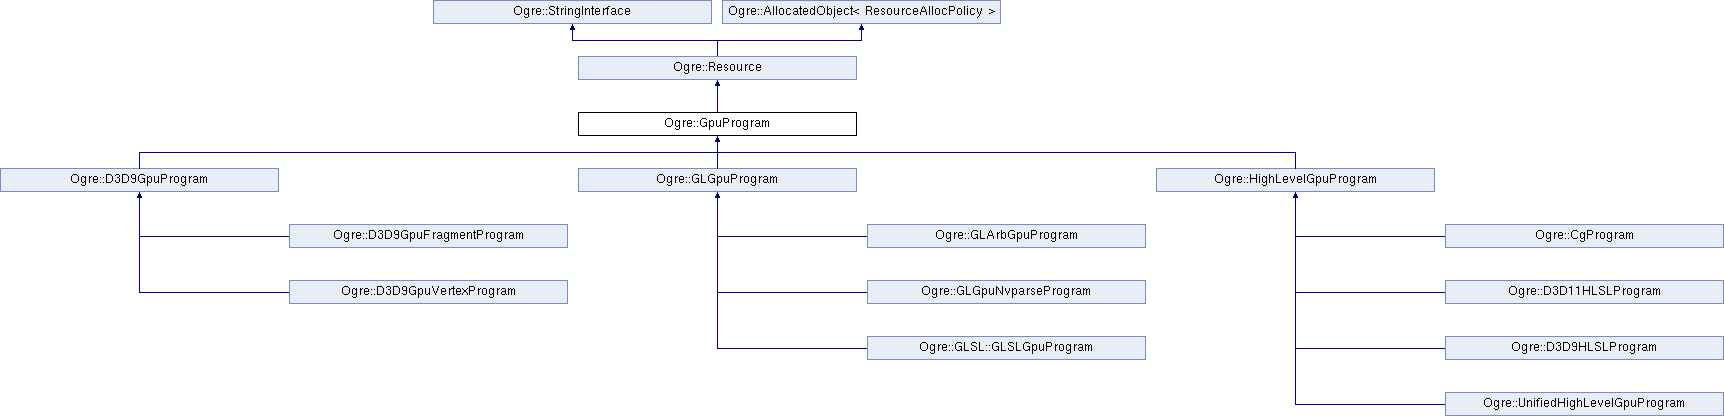 Ogre::StringInterface
Ogre::AllocatedObject< ResourceAllocPolicy >
Ogre::Resource
Ogre::GpuProgram
Ogre::D3D9GpuProgram
Ogre::GLGpuProgram
Ogre::HighLevelGpuProgram
Ogre::D3D9GpuFragmentProgram
Ogre::GLArbGpuProgram
Ogre::CgProgram
Ogre::D3D9GpuVertexProgram
Ogre::GLGpuNvparseProgram
Ogre::D3D11HLSLProgram
Ogre::GLSL::GLSLGpuProgram
Ogre::D3D9HLSLProgram
Ogre::UnifiedHighLevelGpuProgram